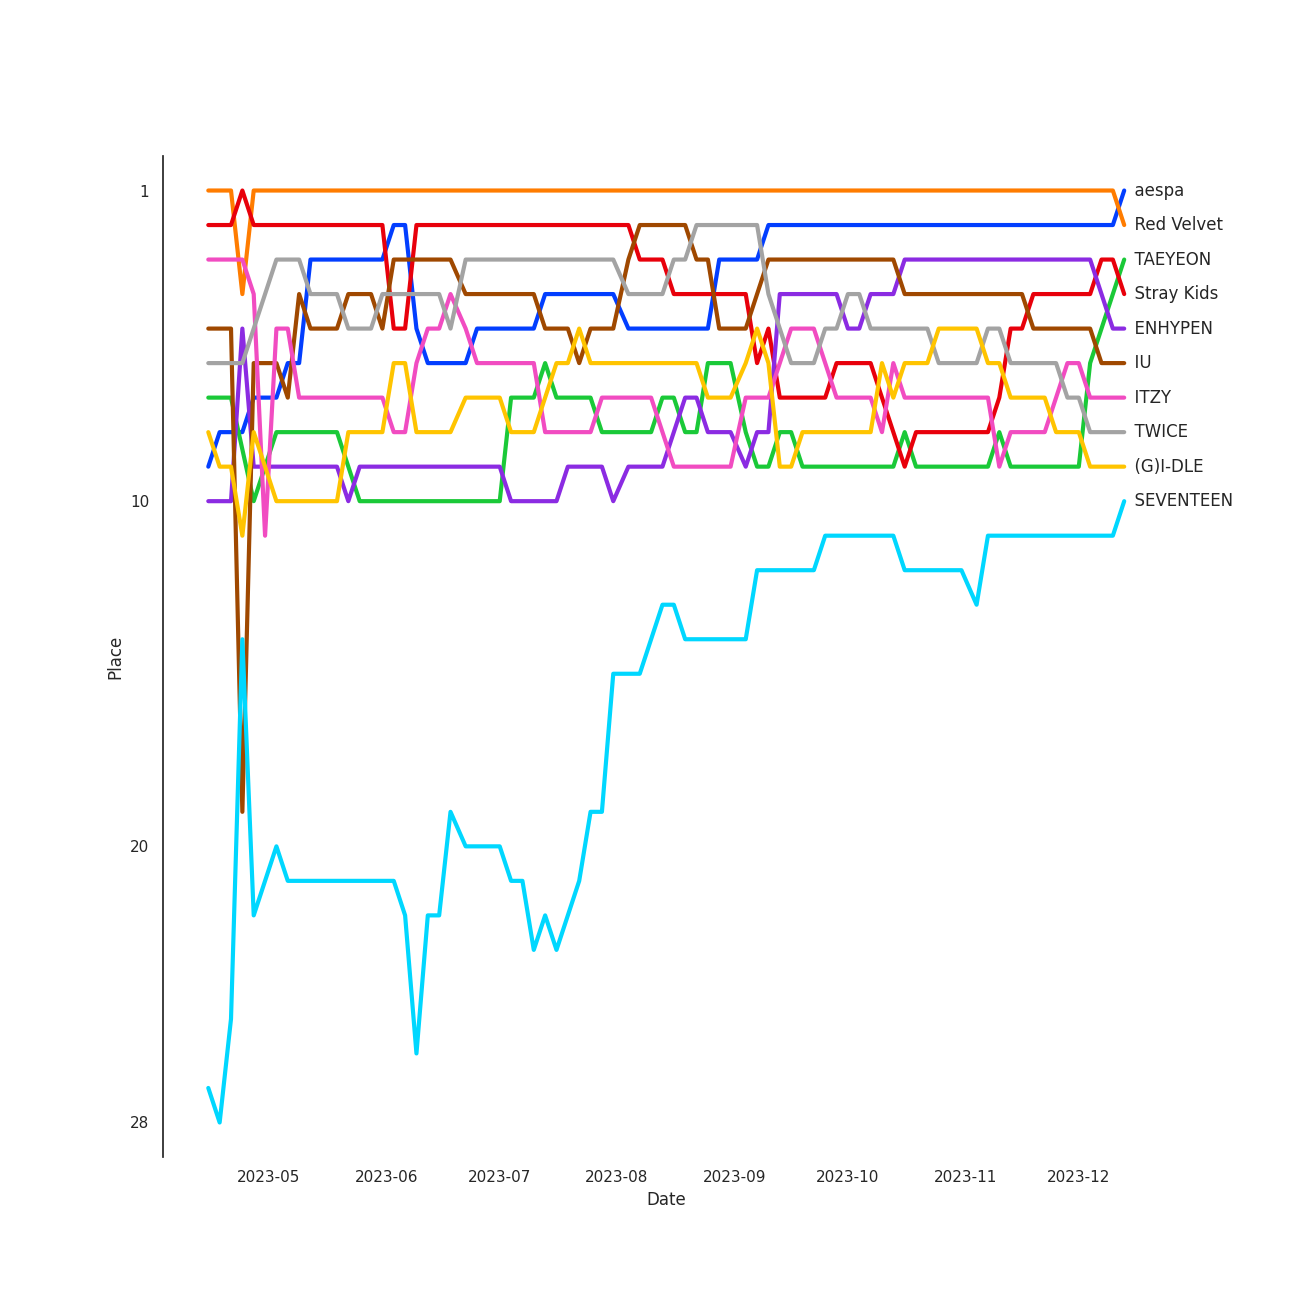 1
10
20
28
Place
2023-05
2023-06
2023-07
2023-08
2023-09
2023-10
2023-11
2023-12
Date
aespa
Red Velvet
TAEYEON
Stray Kids
ENHYPEN
IU
ITZY
TWICE
(G)I-DLE
SEVENTEEN